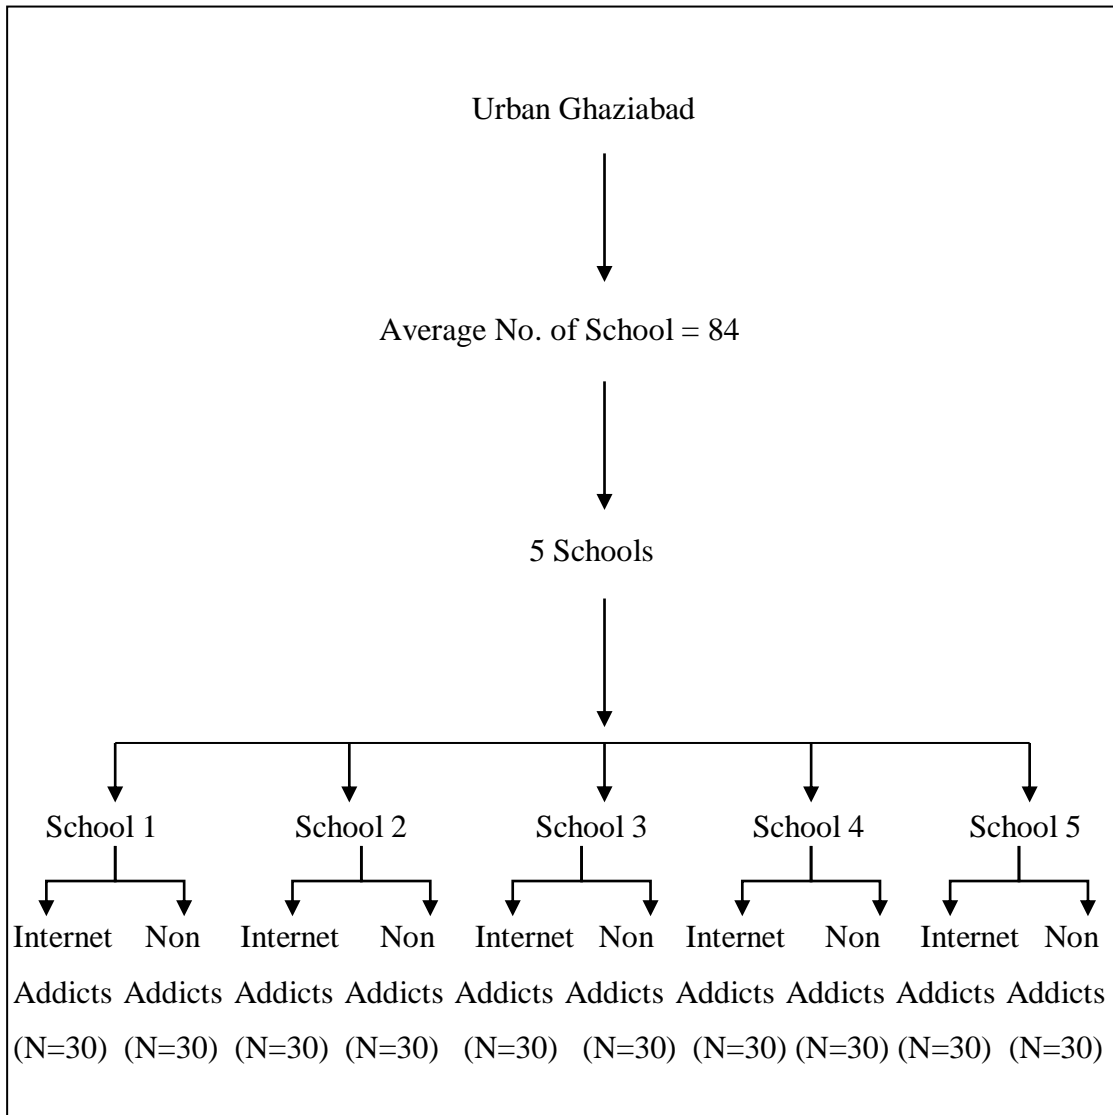 Urban Ghaziabad
Average No. of School = 84
5 Schools
School 1 School 2 School 3 School 4 School 5
Internet Non Internet Non Internet Non Internet Non Internet Non
Addicts Addicts Addicts Addicts Addicts Addicts Addicts Addicts Addicts Addicts
(N=30) (N=30) (N=30) (N=30) (N=30) (N=30) (N=30) (N=30) (N=30) (N=30)